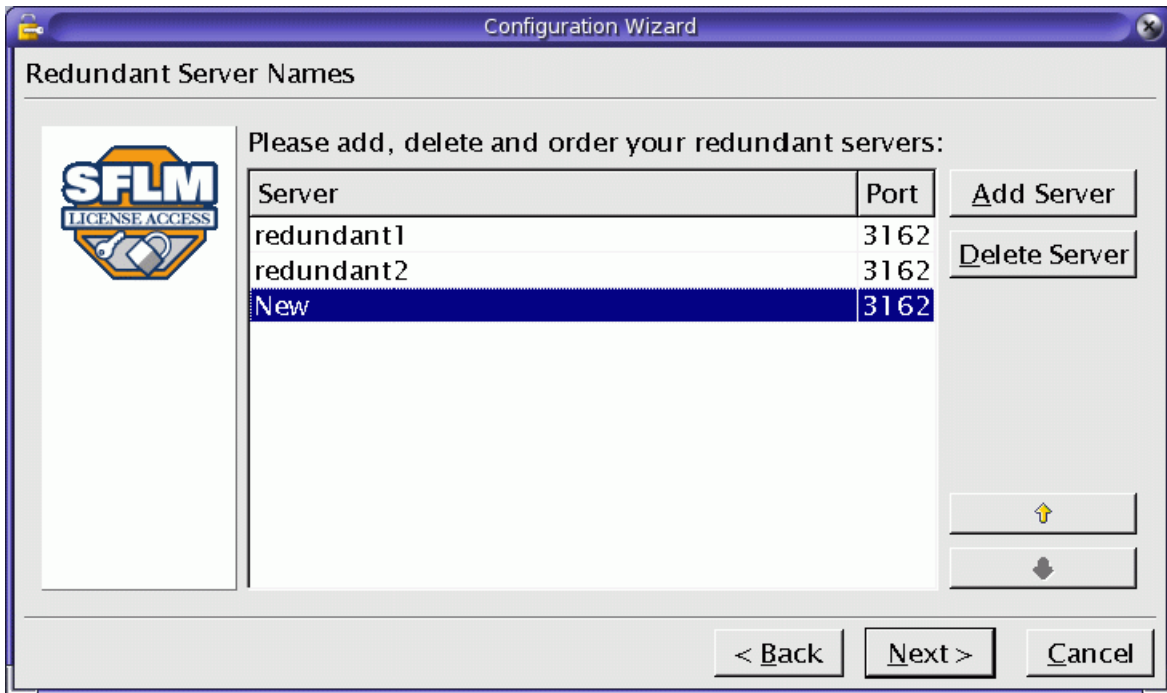 Configuration Wizard
Redundant Server Names
SFLM
LICENSE ACCESS
Please add, delete and order your redundant servers:
Server Port
redundant1 3162
redundant2 3162
New 3162
Add Server
Delete Server
< Back
Next >
Cancel